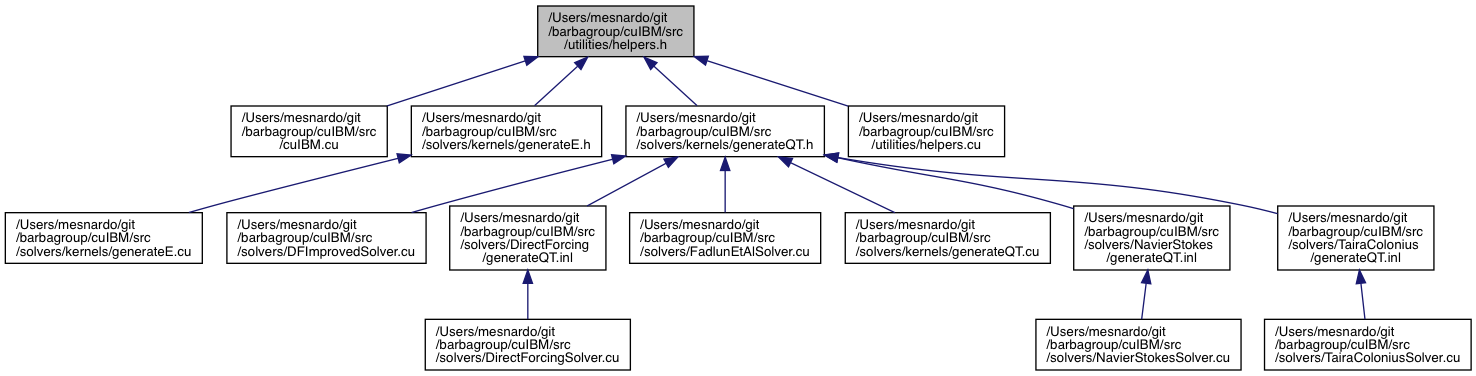 /Users/mesnardo/git
/barbagroup/cuIBM/src
/utilities/helpers.h
/Users/mesnardo/git
/barbagroup/cuIBM/src
/cuIBM.cu
/Users/mesnardo/git
/barbagroup/cuIBM/src
/solvers/kernels/generateE.h
/Users/mesnardo/git
/barbagroup/cuIBM/src
/solvers/kernels/generateQT.h
/Users/mesnardo/git
/barbagroup/cuIBM/src
/utilities/helpers.cu
/Users/mesnardo/git
/barbagroup/cuIBM/src
/solvers/kernels/generateE.cu
/Users/mesnardo/git
/barbagroup/cuIBM/src
/solvers/DFImprovedSolver.cu
/Users/mesnardo/git
/barbagroup/cuIBM/src
/solvers/DirectForcing
/generateQT.inl
/Users/mesnardo/git
/barbagroup/cuIBM/src
/solvers/FadlunEtAlSolver.cu
/Users/mesnardo/git
/barbagroup/cuIBM/src
/solvers/kernels/generateQT.cu
/Users/mesnardo/git
/barbagroup/cuIBM/src
/solvers/NavierStokes
/generateQT.inl
/Users/mesnardo/git
/barbagroup/cuIBM/src
/solvers/TairaColonius
/generateQT.inl
/Users/mesnardo/git
/barbagroup/cuIBM/src
/solvers/DirectForcingSolver.cu
/Users/mesnardo/git
/barbagroup/cuIBM/src
/solvers/NavierStokesSolver.cu
/Users/mesnardo/git
/barbagroup/cuIBM/src
/solvers/TairaColoniusSolver.cu